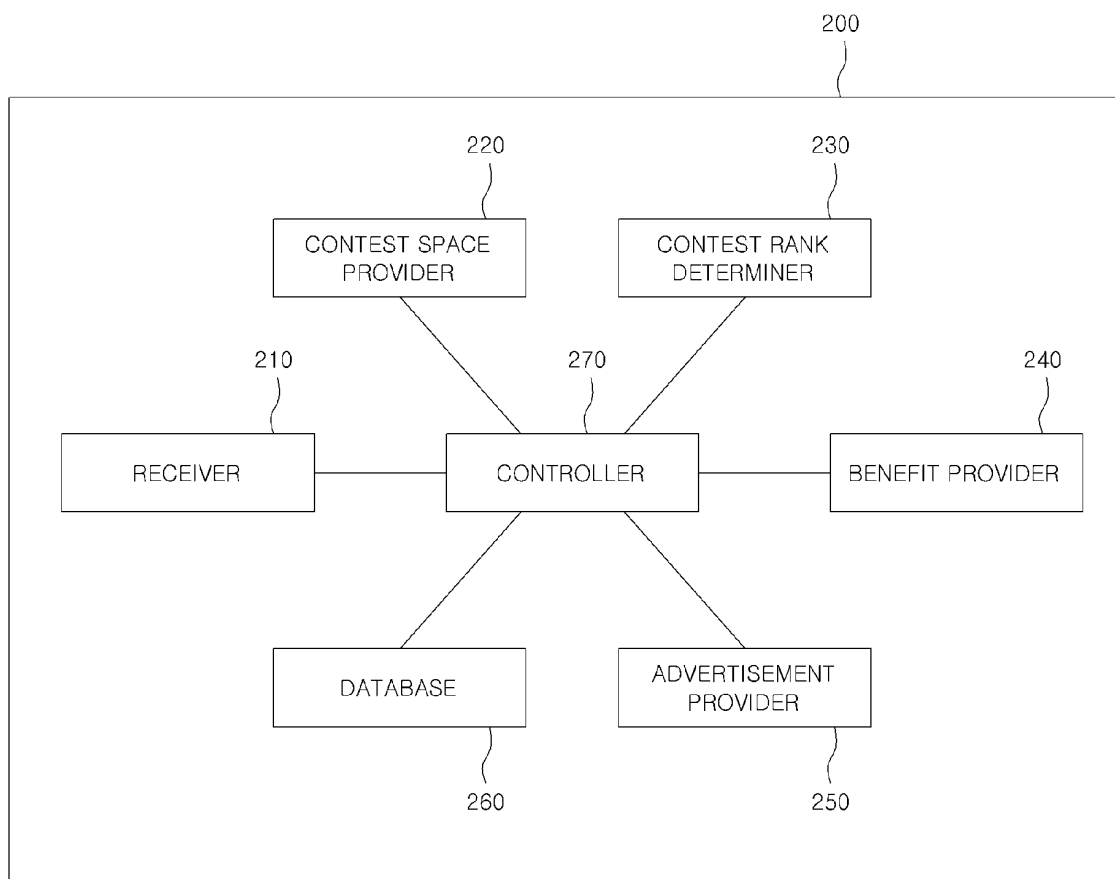 200
220
230
CONTEST SPACE
PROVIDER
CONTEST RANK
DETERMINER
210
270
240
RECEIVER
CONTROLLER
BENEFIT PROVIDER
DATABASE
ADVERTISEMENT
PROVIDER
260
250